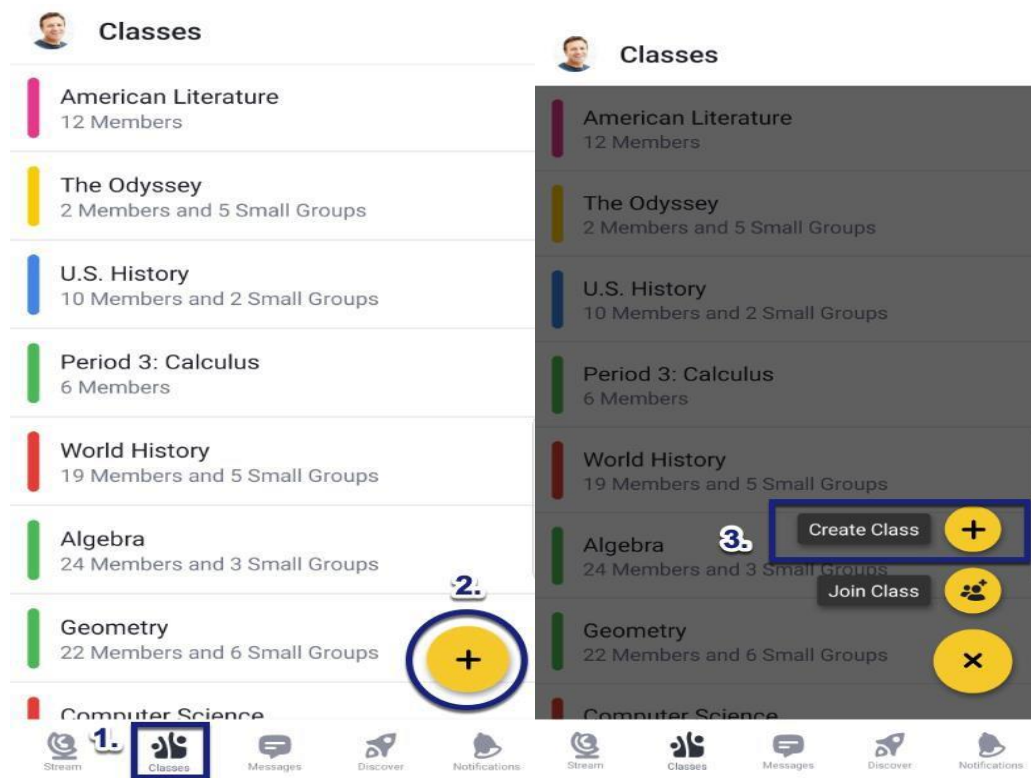 Classes
American Literature
12 Members
The Odyssey
2 Members and 5 Small Groups
U.S. History
10 Members and 2 Small Groups
Period 3: Calculus
6 Members
World History
19 Members and 5 Small Groups
Algebra
24 Members and 3 Small Groups
2.
Geometry
22 Members and 6 Small Groups
Computer Science
1.
Stream
Classes
Messages
Discover
Notifications
Classes
American Literature
12 Members
The Odyssey
2 Members and 5 Small Groups
U.S. History
10 Members and 2 Small Groups
Period 3: Calculus
6 Members
World History
19 Members and 5 Small Groups
3.
Create Class
Algebra
24 Members and 3 Small Groups
Join Class
Geometry
22 Members and 6 Small Groups
Computer Science
Stream
Classes
Messages
Discover
Notifications